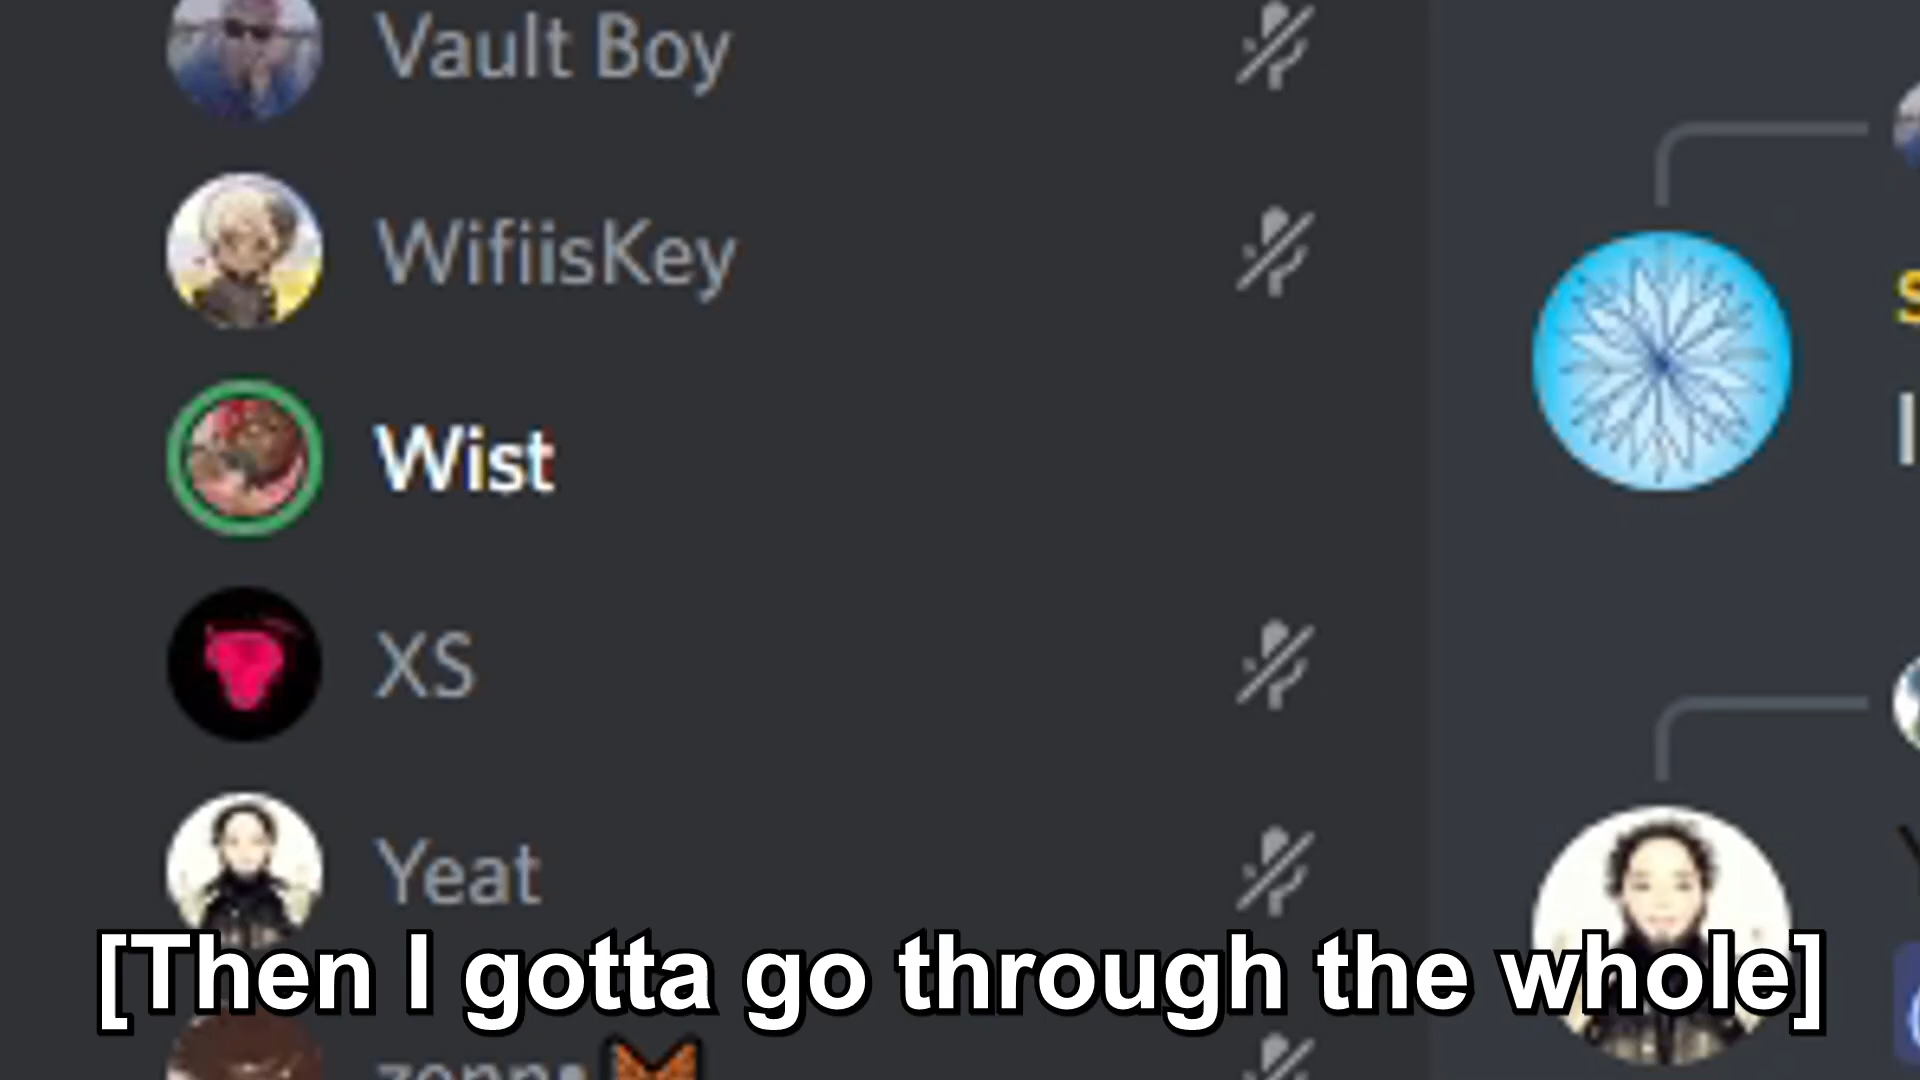 Vault Boy
WifiisKey
Wist
XS
Yeat
[Then I gotta go through the whole]